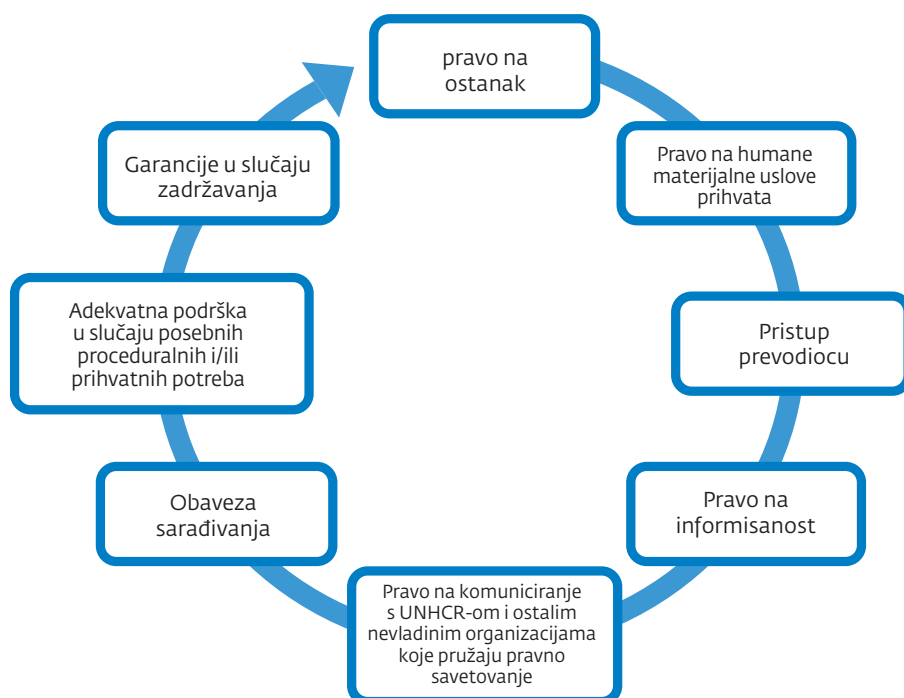 pravo na
ostanak
Pravo na humane
materijalne uslove
prihvata
Pristup
prevodiocu
Pravo na
informisanost
Pravo na komuniciranje
s UNHCR-om i ostalim
nevladinim organizacijama
koje pružaju pravno
savetovanje
Obaveza
sarađivanja
Adekvatna podrška
u slučaju posebnih
proceduralnih i/ili
prihvatnih potreba
Garancije u slučaju
zadržavanja